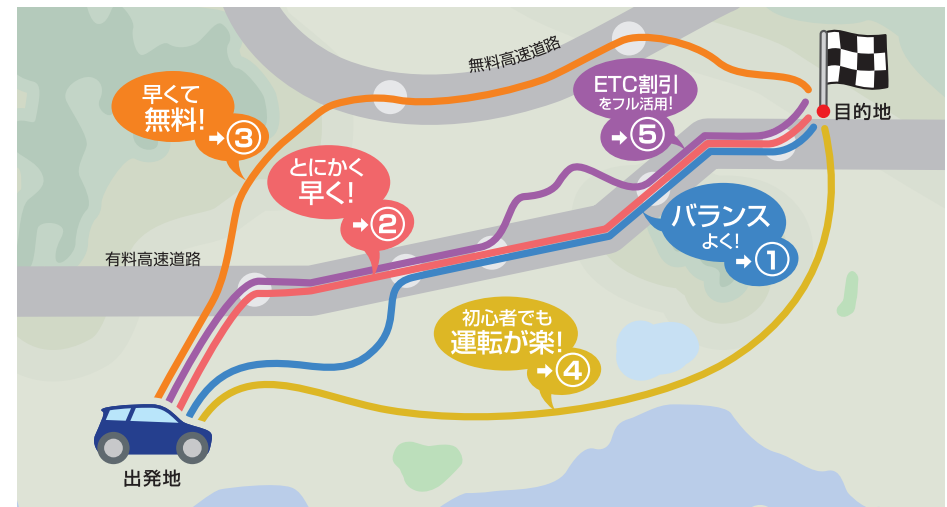 無料高速道路
早くて
無料!
➡③
ETC割引
をフル活用!
➡⑤
目的地
とにかく
早く!
➡②
バランス
よく!
➡①
有料高速道路
初心者でも
運転が楽!
➡④
出発地